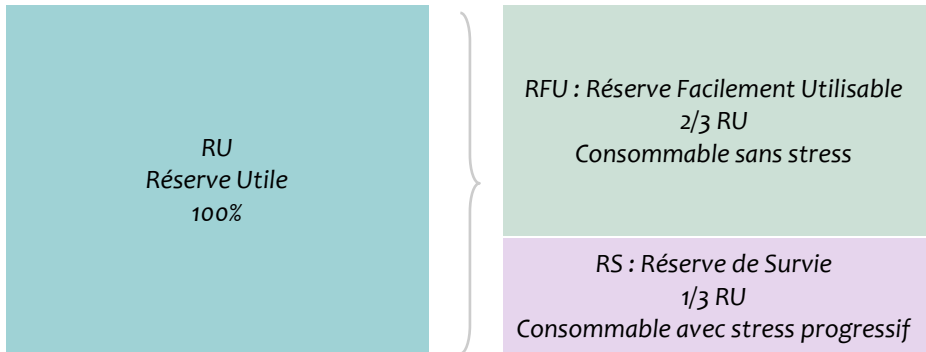 RU
Réserve Utile
100%
RFU : Réserve Facilement Utilisable
2/3 RU
Consommable sans stress
RS : Réserve de Survie
1/3 RU
Consommable avec stress progressif